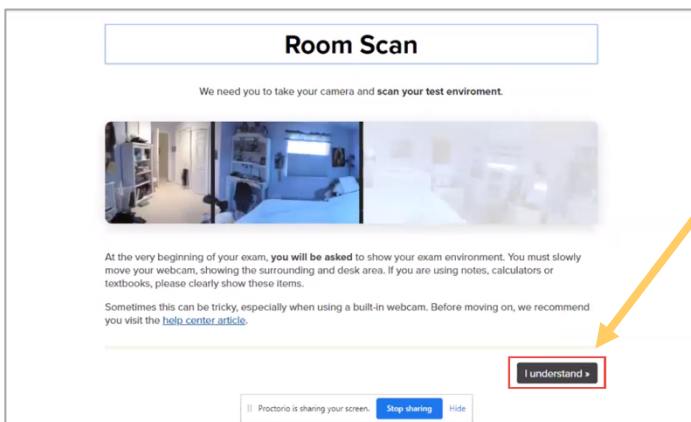 Room Scan
We need you to take your camera and scan your test enviroment.
At the very beginning of your exam, you will be asked to show your exam environment. You must slowly
move your webcam, showing the surrounding and desk area. If you are using notes, calculators or
textbooks, please clearly show these items.
Sometimes this can be tricky, especially when using a built-in webcam. Before moving on, we recommend
you visit the help center article.
I understand »
|| Proctorio is sharing your screen. Stop sharing Hide